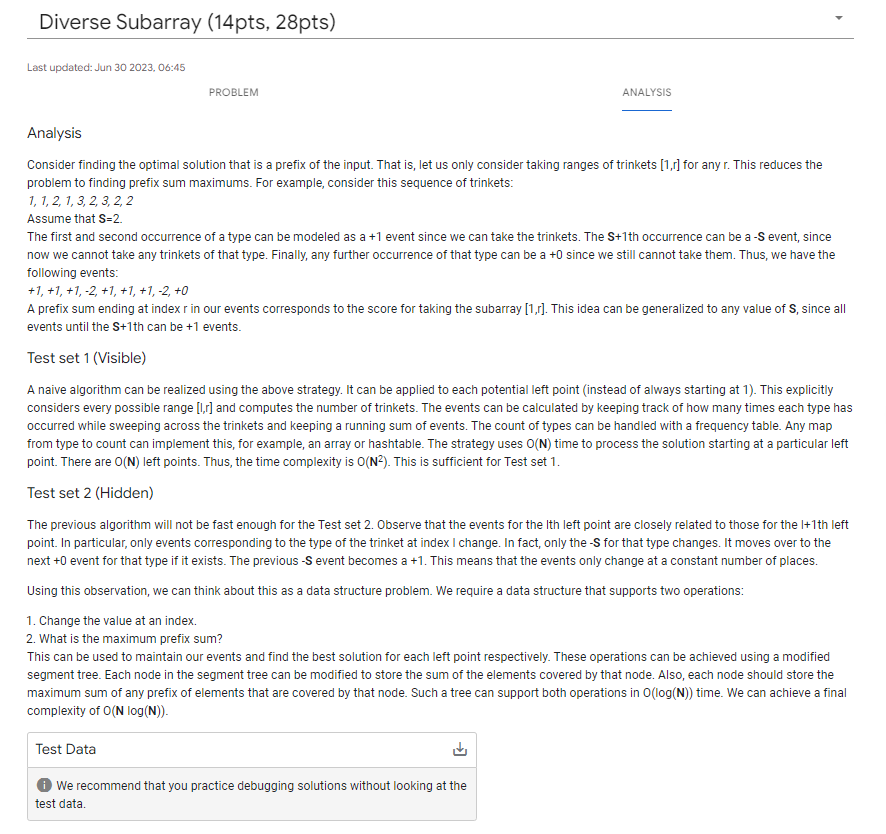 Diverse Subarray (14pts, 28pts)
Last updated: Jun 30 2023, 06:45
PROBLEM
ANALYSIS
Analysis
Consider finding the optimal solution that is a prefix of the input. That is, let us only consider taking ranges of trinkets [1,r] for any r. This reduces the
problem to finding prefix sum maximums. For example, consider this sequence of trinkets:
1, 1, 2, 1, 3, 2, 3, 2, 2
Assume that S=2.
The first and second occurrence of a type can be modeled as a +1 event since we can take the trinkets. The S+1th occurrence can be a -S event, since
now we cannot take any trinkets of that type. Finally, any further occurrence of that type can be a +0 since we still cannot take them. Thus, we have the
following events:
+1, +1, +1, -2, +1, +1, +1, -2, +0
A prefix sum ending at index r in our events corresponds to the score for taking the subarray [1,r]. This idea can be generalized to any value of S, since all
events until the S+1th can be +1 events.
Test set 1 (Visible)
A naive algorithm can be realized using the above strategy. It can be applied to each potential left point (instead of always starting at 1). This explicitly
considers every possible range [l,r] and computes the number of trinkets. The events can be calculated by keeping track of how many times each type has
occurred while sweeping across the trinkets and keeping a running sum of events. The count of types can be handled with a frequency table. Any map
from type to count can implement this, for example, an array or hashtable. The strategy uses O(N) time to process the solution starting at a particular left
point. There are O(N) left points. Thus, the time complexity is O(N²). This is sufficient for Test set 1.
Test set 2 (Hidden)
The previous algorithm will not be fast enough for the Test set 2. Observe that the events for the lth left point are closely related to those for the l+1th left
point. In particular, only events corresponding to the type of the trinket at index l change. In fact, only the -S for that type changes. It moves over to the
next +0 event for that type if it exists. The previous -S event becomes a +1. This means that the events only change at a constant number of places.
Using this observation, we can think about this as a data structure problem. We require a data structure that supports two operations:
1. Change the value at an index.
2. What is the maximum prefix sum?
This can be used to maintain our events and find the best solution for each left point respectively. These operations can be achieved using a modified
segment tree. Each node in the segment tree can be modified to store the sum of the elements covered by that node. Also, each node should store the
maximum sum of any prefix of elements that are covered by that node. Such a tree can support both operations in O(log(N)) time. We can achieve a final
complexity of O(N log(N)).
Test Data
We recommend that you practice debugging solutions without looking at the
test data.